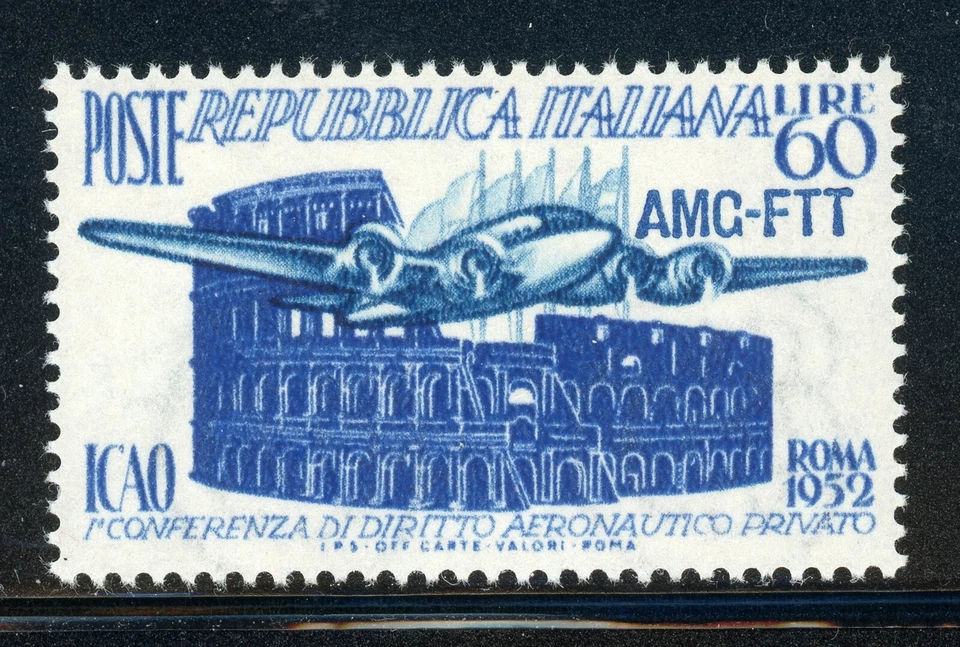 POSTE REPUBBLICA ITALIANA LIRE
60
AMG-FTT
ICAO
ROMA
1952
1ª CONFERENZA DI DIRITTO AERONAUTICO PRIVATO
I.P.S.-OFF. CARTE-VALORI-ROMA